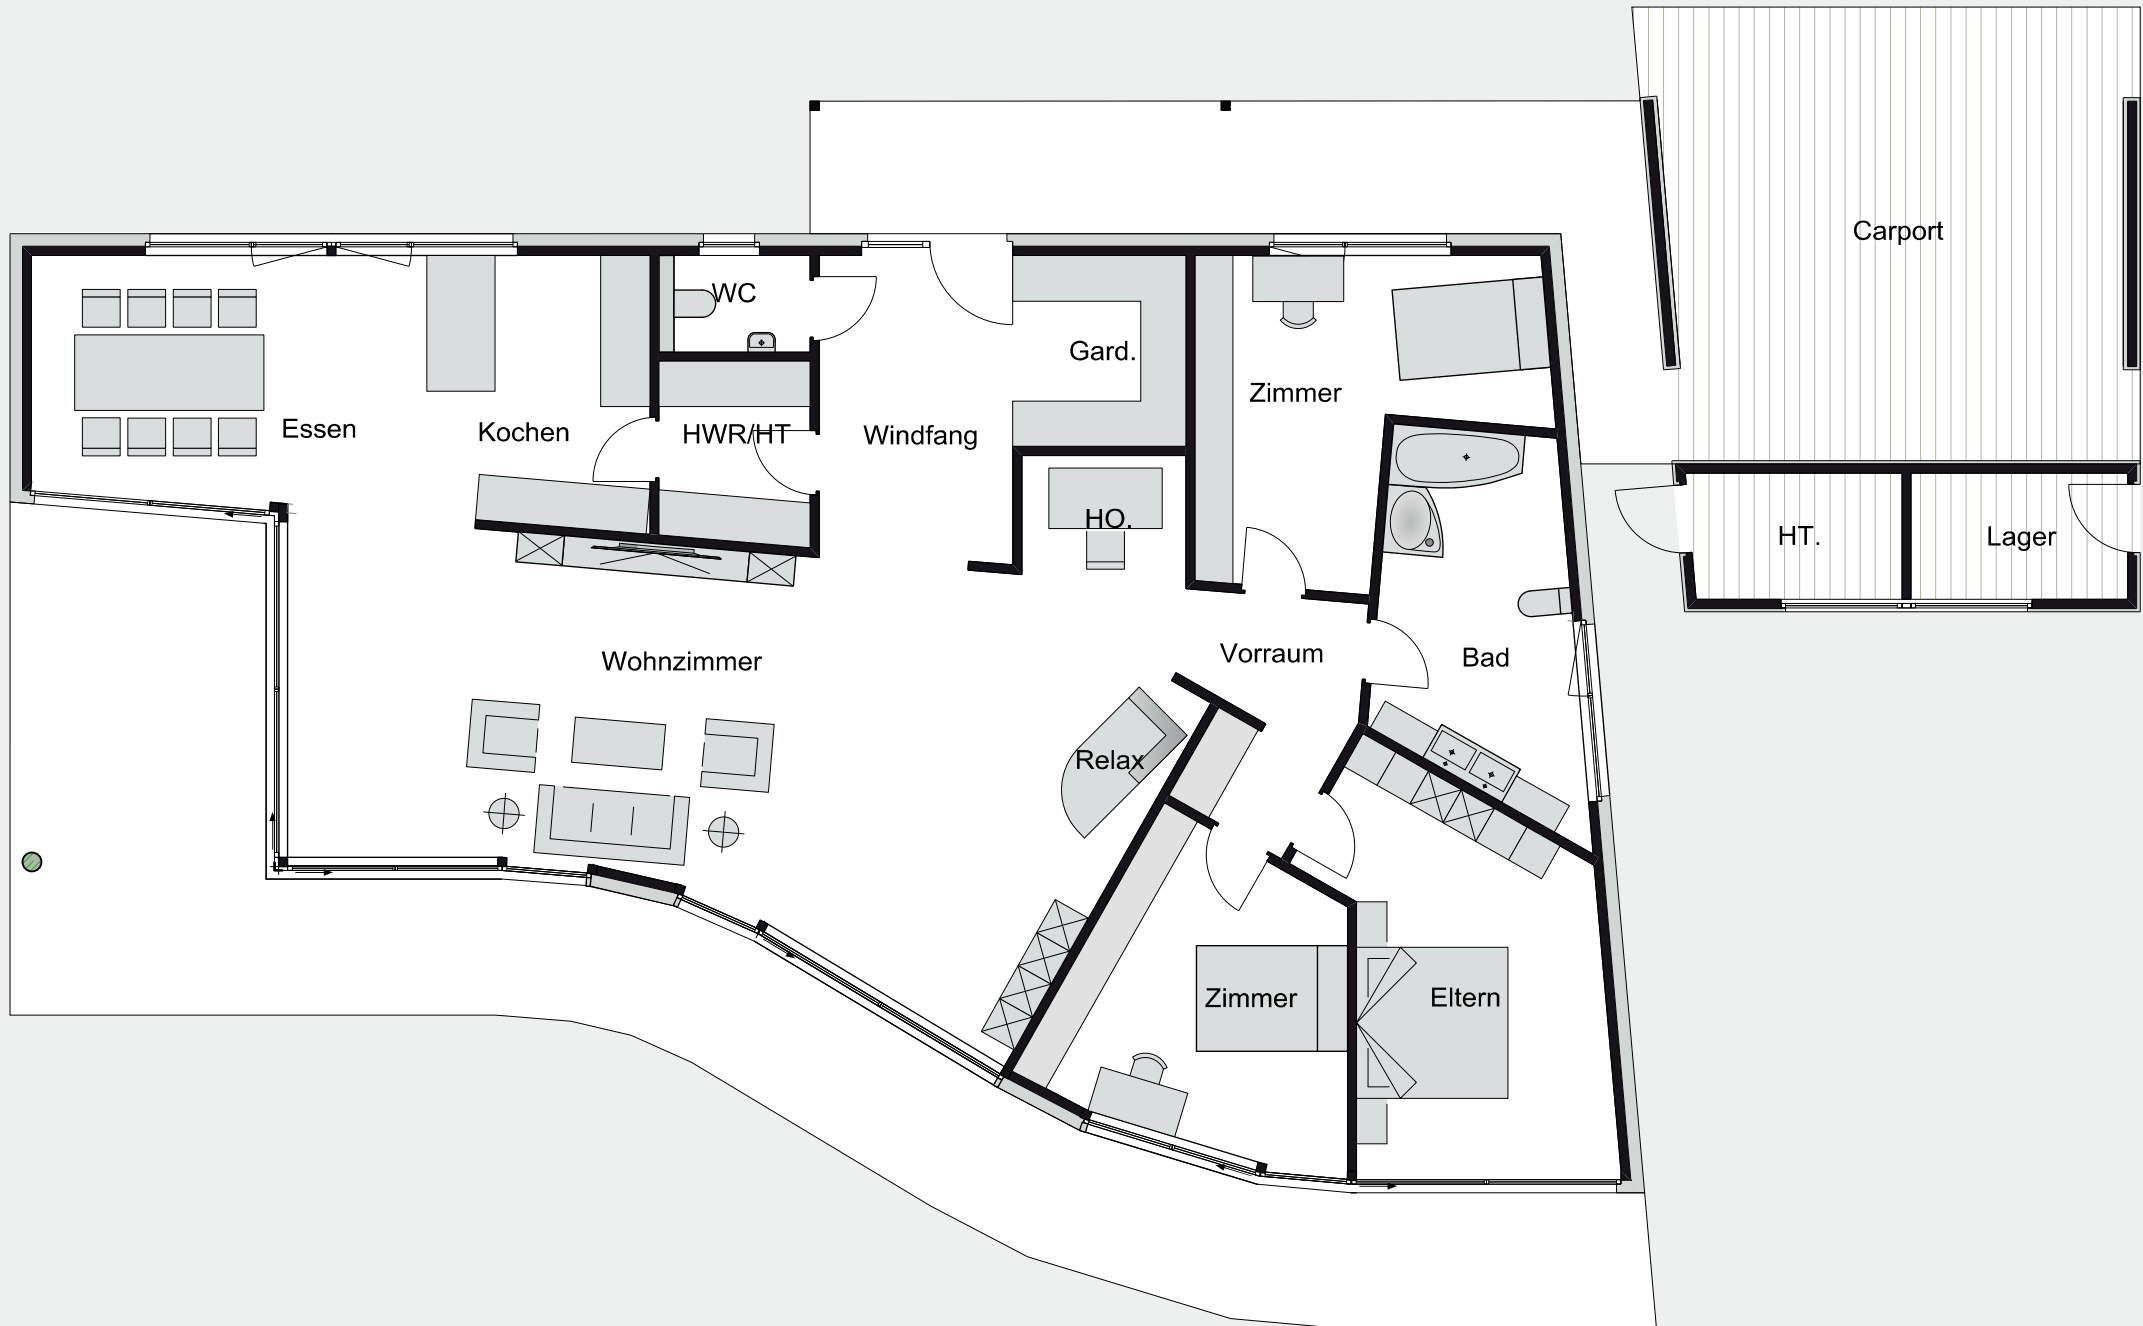 Carport
WC
Gard.
Zimmer
Essen
Kochen
HWR/HT
Windfang
HO.
HT.
Lager
Wohnzimmer
Vorraum
Bad
Relax
Zimmer
Eltern